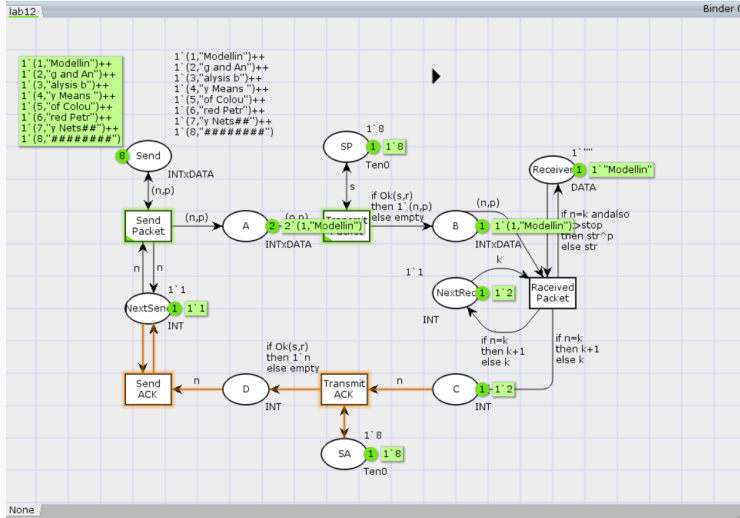 lab12
Binder 0
1`(1,"Modellin")++
1`(2,"g and An")++
1`(3,"alysis b")++
1`(4,"y Means ")++
1`(5,"of Colou")++
1`(6,"red Petr")++
1`(7,"y Nets##")++
1`(8,"########")
1`(1,"Modellin")++
1`(2,"g and An")++
1`(3,"alysis b")++
1`(4,"y Means ")++
1`(5,"of Colou")++
1`(6,"red Petr")++
1`(7,"y Nets##")++
1`(8,"########")
8
Send
INTxDATA
(n,p)
1`8
SP
1
1`8
Ten0
s
1`""
Receiver
1
1`"Modellin"
DATA
Send
Packet
(n,p)
A
2
2`(1,"Modellin")
INTxDATA
if Ok(s,r)
then 1`(n,p)
else empty
(n,p)
B
1
1`(1,"Modellin")
INTxDATA
if n=k andalso
>stop
then str^p
else str
n
n
1`1
NextSend
1
1`1
INT
k
1`1
NextRec
1
1`2
INT
Received
Packet
if n=k
then k+1
else k
if n=k
then k+1
else k
if Ok(s,r)
then 1`n
else empty
Send
ACK
n
D
INT
Transmit
ACK
n
C
1
1`2
INT
1`8
SA
1
1`8
Ten0
None